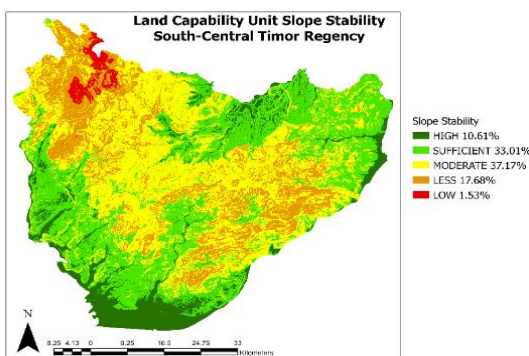 Land Capability Unit Slope Stability
South-Central Timor Regency
Slope Stability
HIGH 10.61%
SUFFICIENT 33.01%
MODERATE 37.17%
LESS 17.68%
LOW 1.53%
N
8.25 4.13 0 8.25 16.5 24.75 33
Kilometers